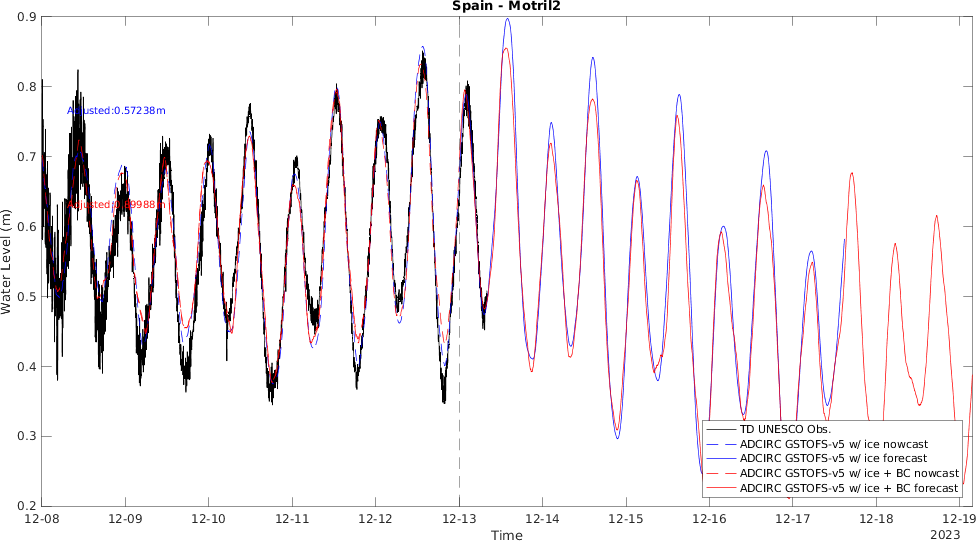 Spain - Motril2
0.9
0.8
0.7
0.6
0.5
0.4
0.3
0.2
Water Level (m)
Adjusted:0.57238m
TD UNESCO Obs.
ADCIRC GSTOFS-v5 w/ ice nowcast
ADCIRC GSTOFS-v5 w/ ice forecast
ADCIRC GSTOFS-v5 w/ ice + BC nowcast
ADCIRC GSTOFS-v5 w/ ice + BC forecast
12-08 12-09 12-10 12-11 12-12 12-13 12-14 12-15 12-16 12-17 12-18 12-19
Time
2023